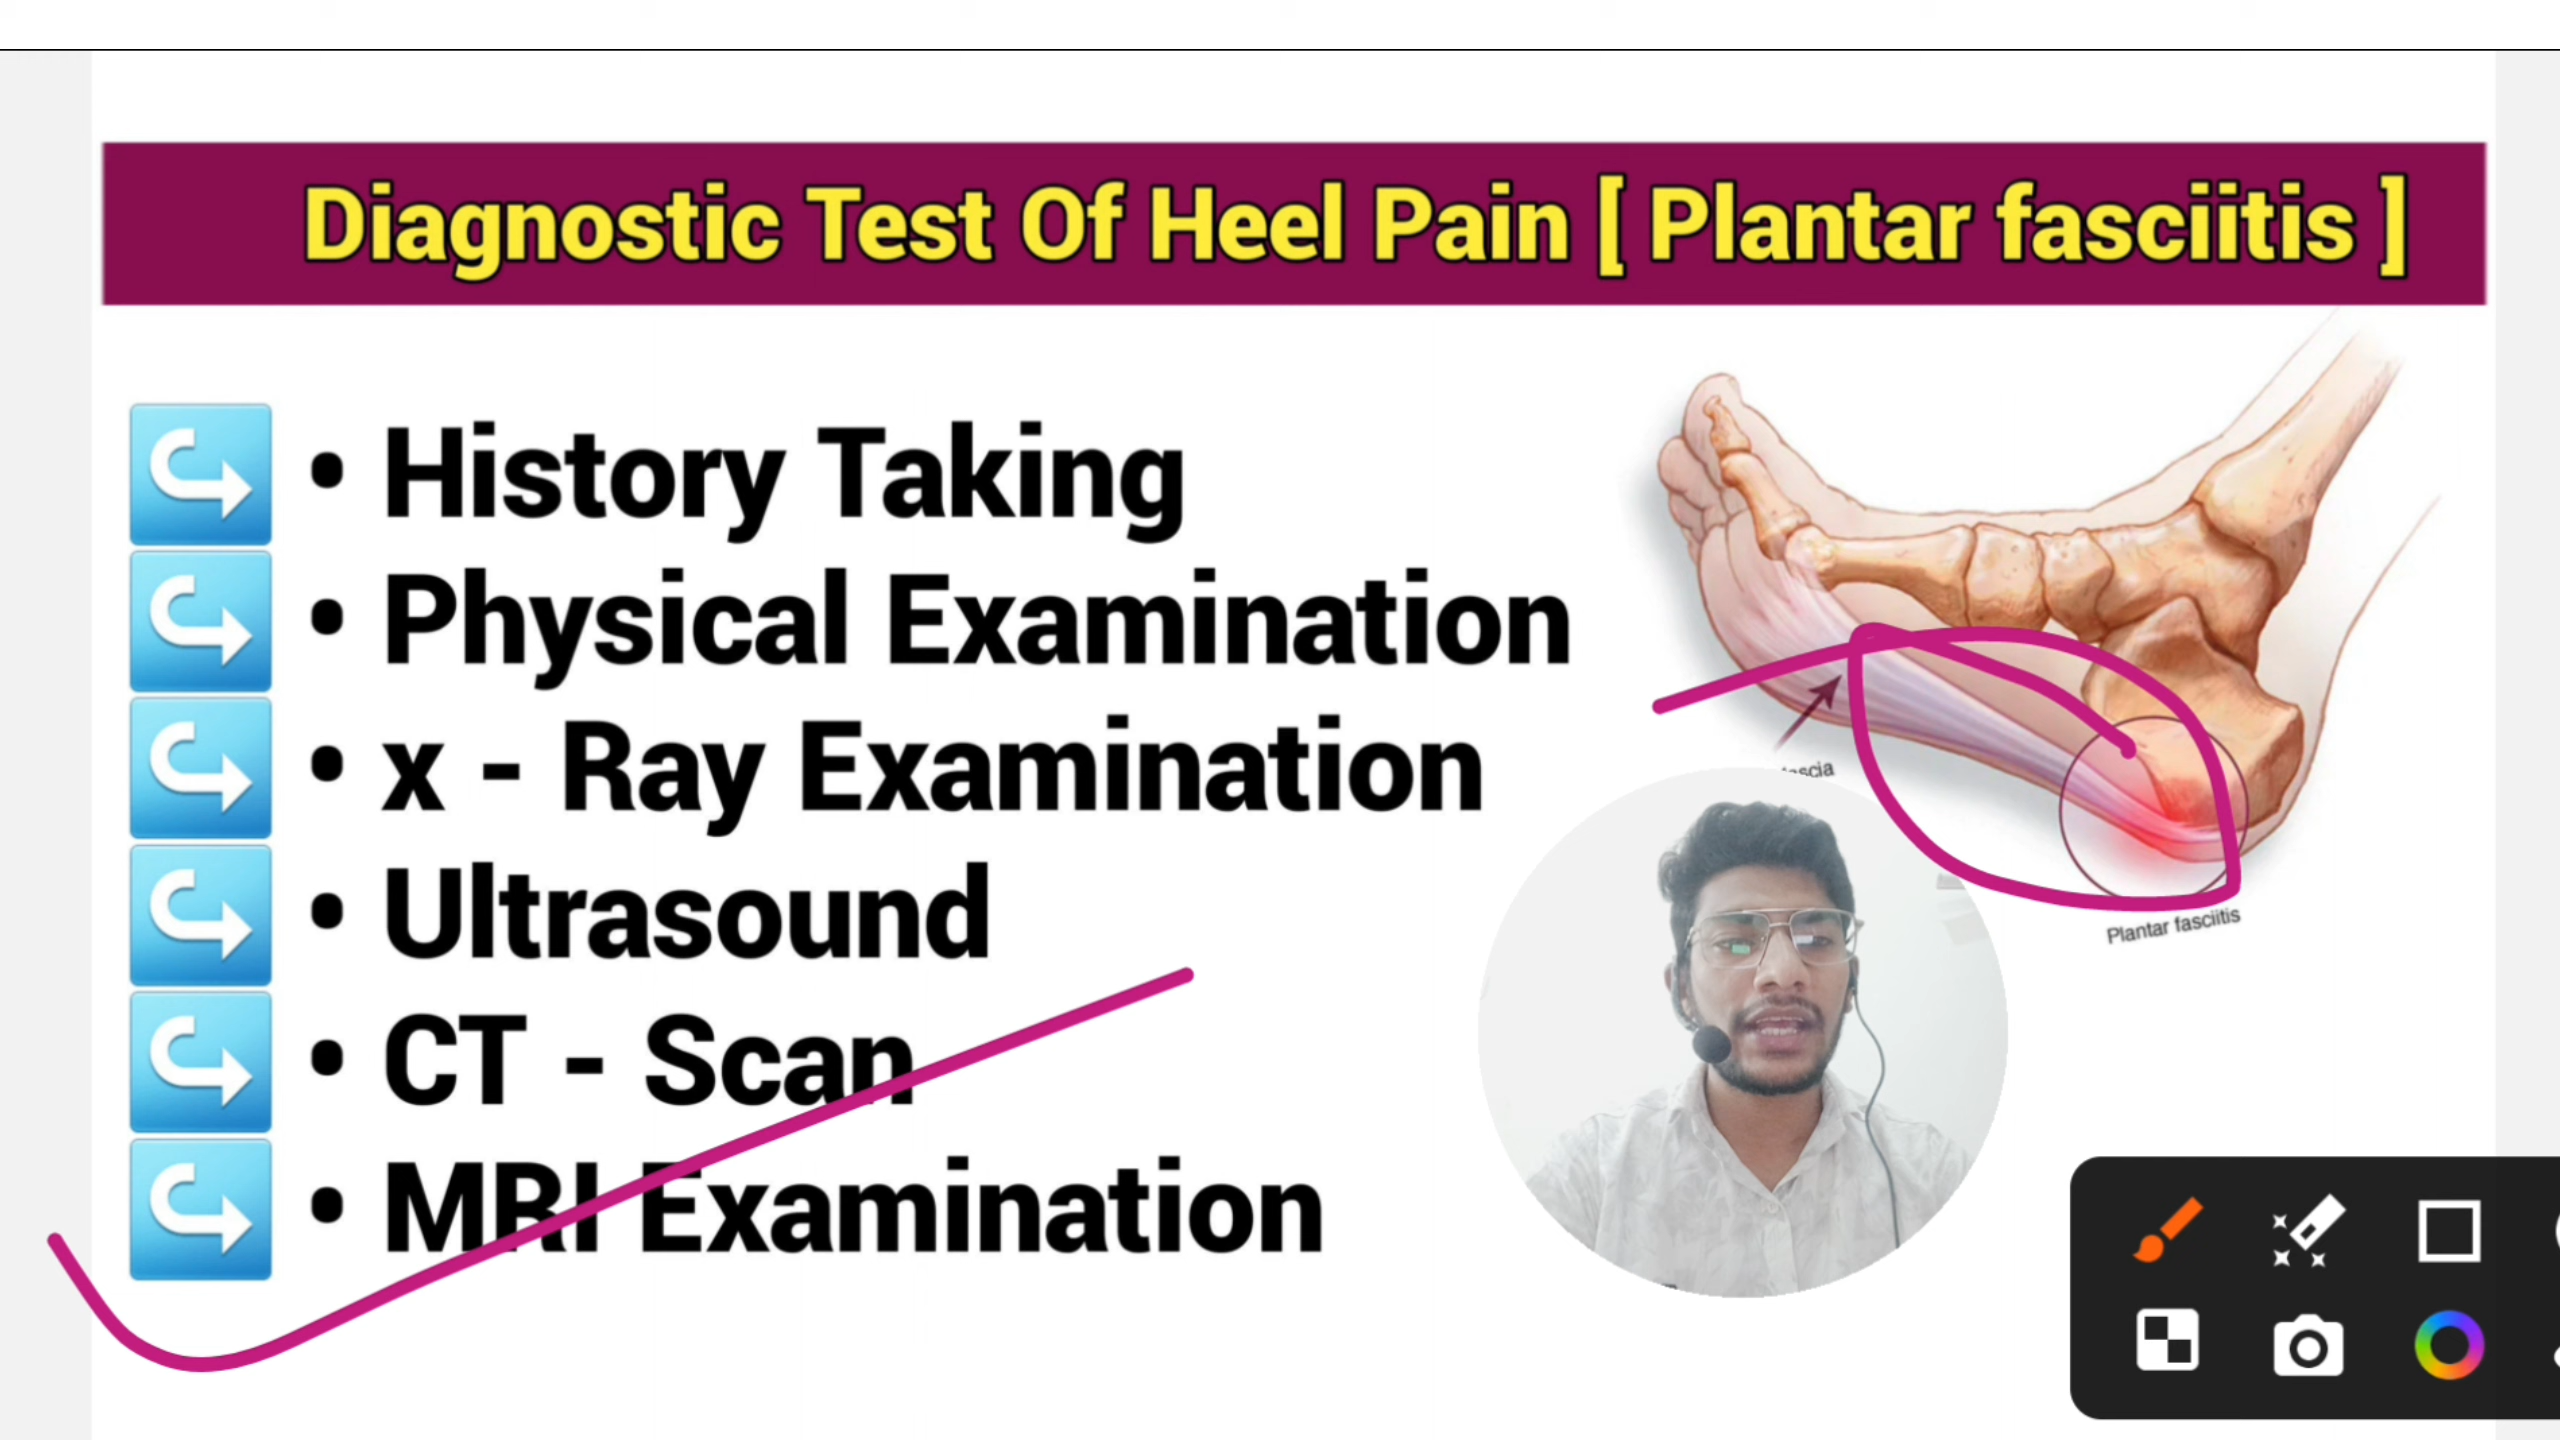 Diagnostic Test Of Heel Pain [ Plantar fasciitis ]
• History Taking
• Physical Examination
• x - Ray Examination
• Ultrasound
• CT - Scan
• MRI Examination
Plantar fasciitis